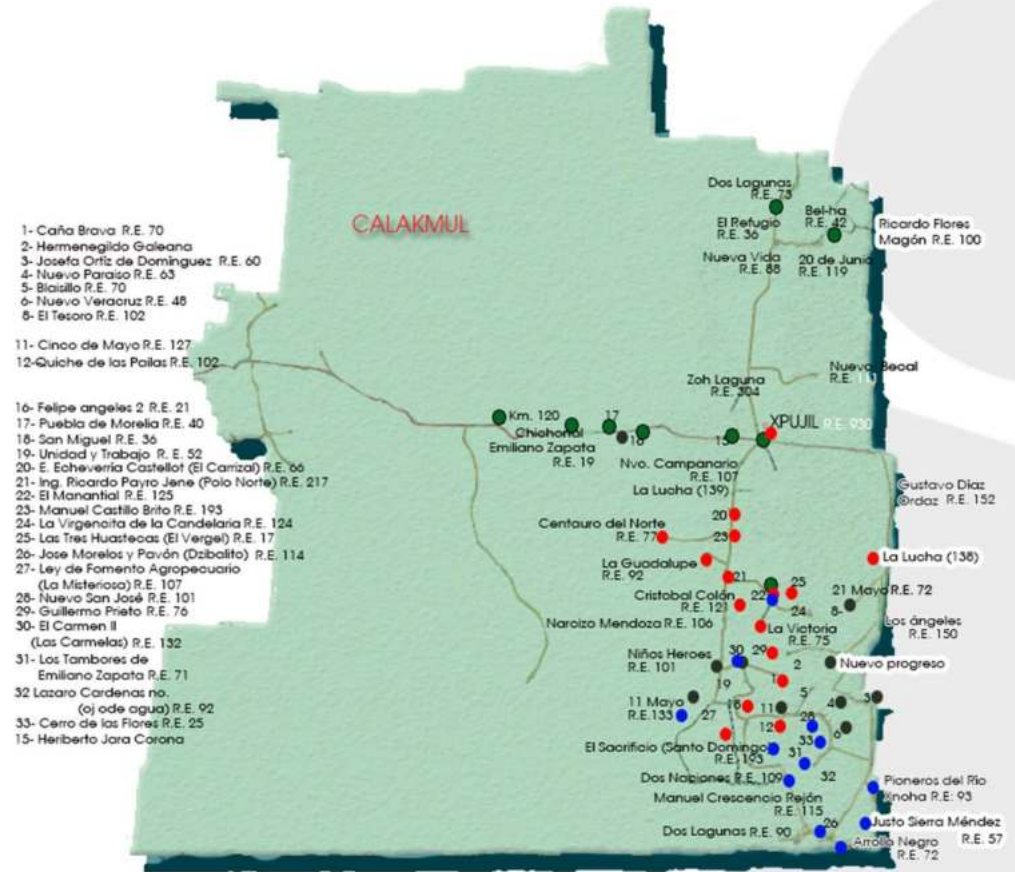 CALAKMUL
1- Caña Brava R.E. 70
2- Hermenegildo Galeana
3- Josefa Ortiz de Dominguez R.E. 60
4- Nuevo Paraiso R.E. 63
5- Blaisillo R.E. 70
6- Nuevo Veracruz R.E. 48
8- El Tesoro R.E. 102
11- Cinco de Mayo R.E. 127
12-Quiche de las Pailas R.E. 102
16- Felipe angeles 2 R.E. 21
17- Puebla de Morelia R.E. 40
18- San Miguel R.E. 36
19- Unidad y Trabajo R.E. 52
20- E. Echeverria Castellot (El Carrizal) R.E. 66
21- Ing. Ricardo Payro Jene (Polo Norte) R.E. 217
22- El Manantial R.E. 125
23- Manuel Castillo Brito R.E. 193
24- La Virgencita de la Candelaria R.E. 124
25- Las Tres Huastecas (El Vergel) R.E. 17
26- Jose Morelos y Pavón (Dzibalito) R.E. 114
27- Ley de Fomento Agropecuario
(La Misteriosa) R.E. 107
28- Nuevo San José R.E. 101
29- Guillermo Prieto R.E. 76
30- El Carmen II
(Las Carmelas) R.E. 132
31- Los Tambores de
Emiliano Zapata R.E. 71
32 Lazaro Cardenas no.
(oj ode agua) R.E. 92
33- Cerro de las Flores R.E. 25
15- Heriberto Jara Corona
Dos Lagunas
R.E. 73
El Refugio
R.E. 36
Bel-ha
R.E. 42
Ricardo Flores
Magón R.E. 100
Nueva Vida
R.E. 88
20 de Junio
R.E. 119
Nuevo Becal
R.E. 111
Zoh Laguna
R.E. 304
XPUJIL R.E. 930
Km. 120
17
Chichonal
18
15
Emiliano Zapata
R.E. 19
Nvo. Campanario
R.E. 107
La Lucha (139)
Gustavo Díaz
Ordaz R.E. 152
20
Centauro del Norte
R.E. 77
23
La Lucha (138)
La Guadalupe
R.E. 92
21
25
22
24
21 Mayo R.E. 72
8-
Cristobal Colón
R.E. 121
Narcizo Mendoza R.E. 106
La Victoria
R.E. 75
Los ángeles
R.E. 150
Niños Heroes
R.E. 101
30
29
2
Nuevo progreso
19
1
5
4
3
11 Mayo
R.E.133
27
16
11
28
12
33
6
El Sacrificio (Santo Domingo)
R.E. 193
31
32
Dos Naciones R.E. 109
Manuel Crescencio Rejón
R.E. 115
Pioneros del Río
Xnoha R.E: 93
Dos Lagunas R.E. 90
26
Justo Sierra Méndez
R.E. 57
Arrollo Negro
R.E. 72